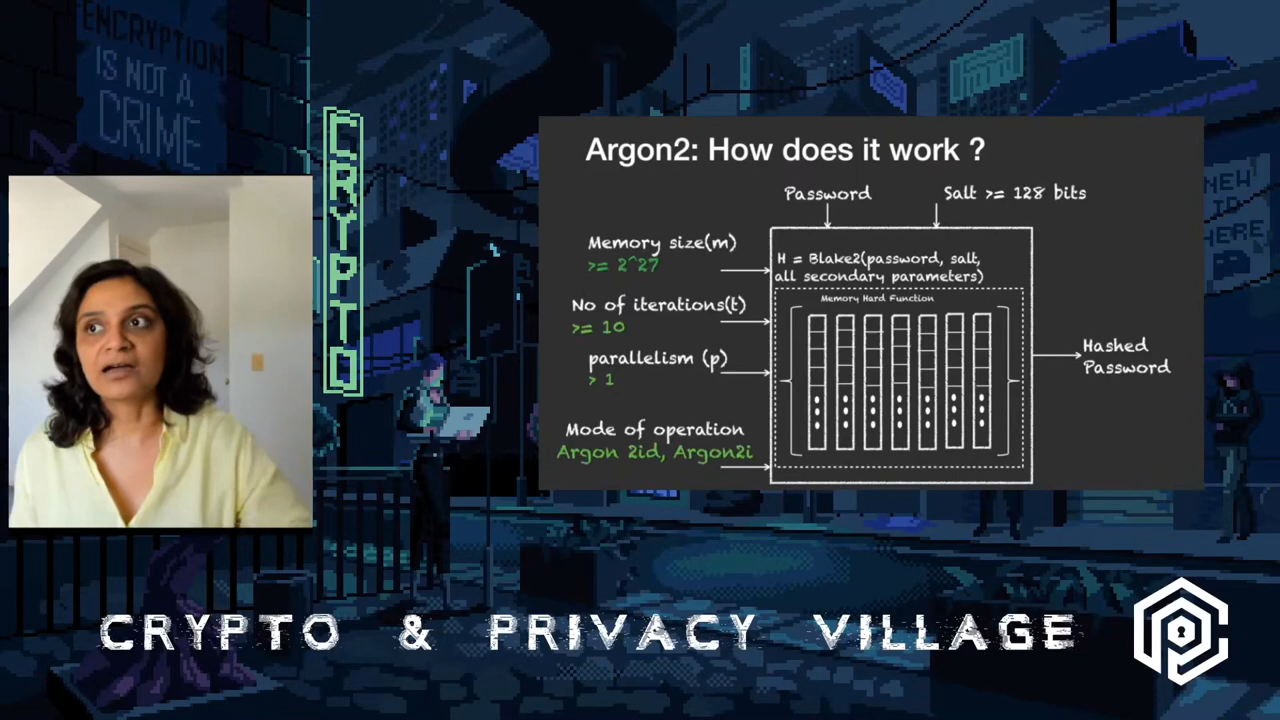 ENCRYPTION
IS NOT A
CRIME
CRYPTO
Argon2: How does it work ?
Password
Salt >= 128 bits
Memory size(m)
>= 2^27
No of iterations(t)
>= 10
parallelism (p)
> 1
Mode of operation
Argon 2id, Argon2i
H = Blake2(password, salt,
all secondary parameters)
Memory Hard Function
Hashed
Password
NEW
ID
HERE
CRYPTO & PRIVACY VILLAGE